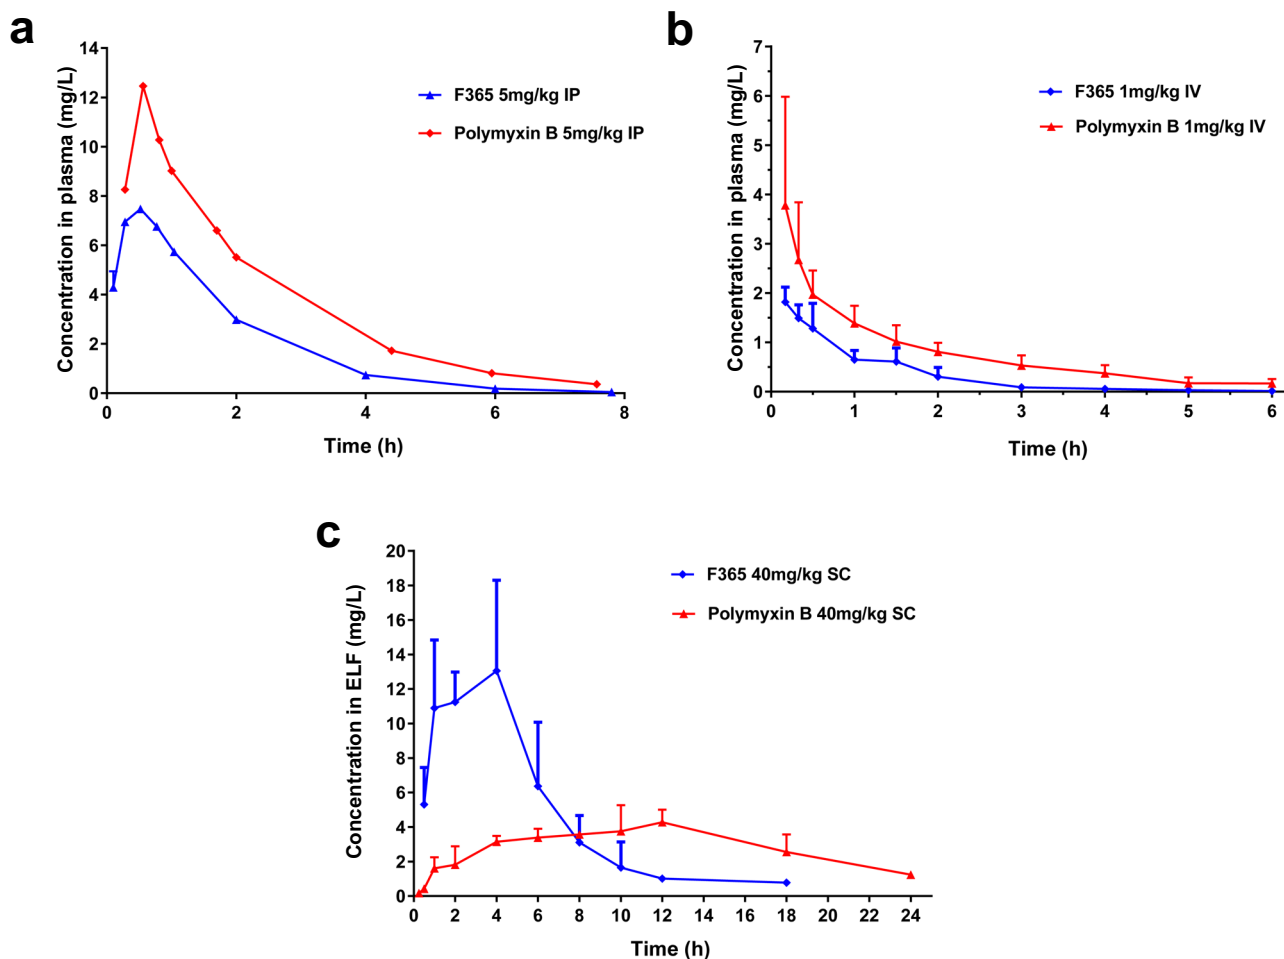 a
Concentration in plasma (mg/L)
14
12
10
8
6
4
2
0
0 2 4 6 8
Time (h)
F365 5mg/kg IP
Polymyxin B 5mg/kg IP
b
Concentration in plasma (mg/L)
7
6
5
4
3
2
1
0
0 1 2 3 4 5 6
Time (h)
F365 1mg/kg IV
Polymyxin B 1mg/kg IV
c
Concentration in ELF (mg/L)
20
18
16
14
12
10
8
6
4
2
0
0 2 4 6 8 10 12 14 16 18 20 22 24
Time (h)
F365 40mg/kg SC
Polymyxin B 40mg/kg SC